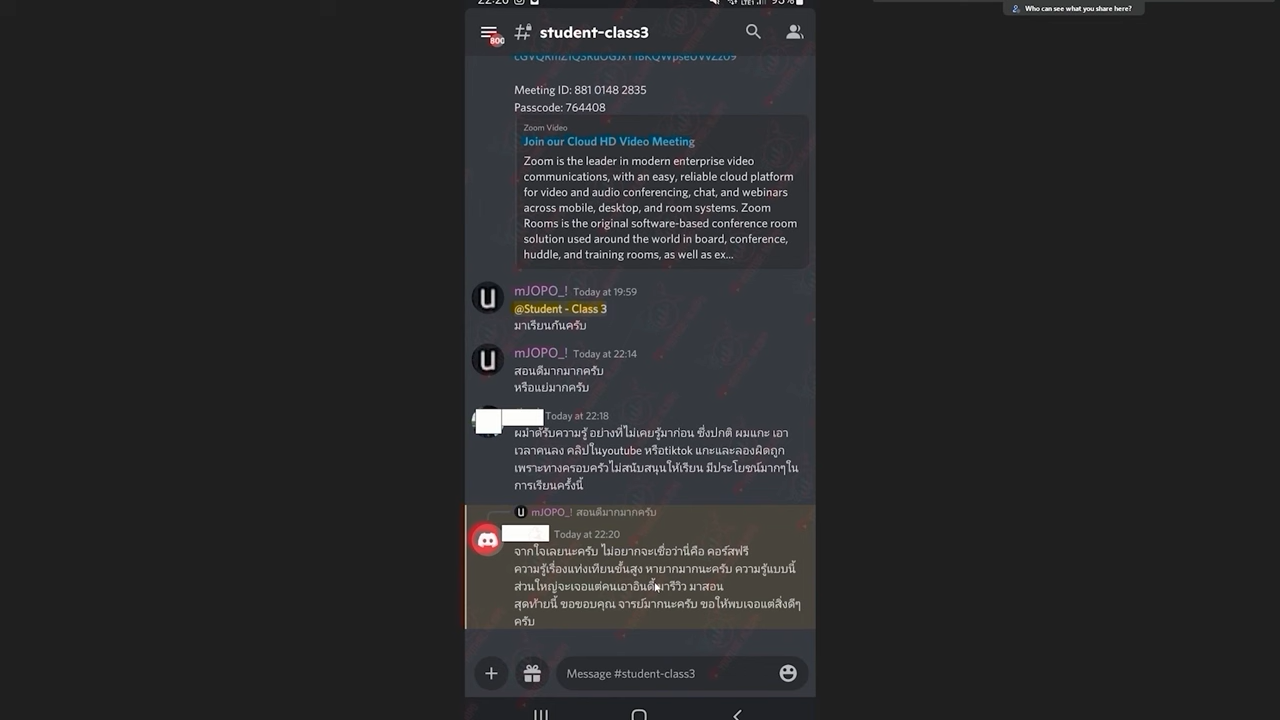 Who can see what you share here?
22:20
95%
800
student-class3
Meeting ID: 881 0148 2835
Passcode: 764408
Zoom Video
Join our Cloud HD Video Meeting
Zoom is the leader in modern enterprise video
communications, with an easy, reliable cloud platform
for video and audio conferencing, chat, and webinars
across mobile, desktop, and room systems. Zoom
Rooms is the original software-based conference room
solution used around the world in board, conference,
huddle, and training rooms, as well as ex...
mJOPO_! Today at 19:59
@Student - Class 3
มาเรียนกันครับ
mJOPO_! Today at 22:14
สอนดีมากมากครับ
หรือแย่มากครับ
Today at 22:18
ความรู้ อย่างที่ไม่เคยรู้มาก่อน ซึ่งปกติ ผมแกะ เอา
เวลาคนลง คลิปในyoutube หรือtiktok แกะและลองผิดถูก
เพราะทางครอบครัวไม่สนับสนุนให้เรียน มีประโยชน์มากๆใน
การเรียนครั้งนี้
mJOPO_! สอนดีมากมากครับ
Today at 22:20
จากใจเลยนะครับ ไม่อยากจะเชื่อว่านี่คือ คอร์สฟรี
ความรู้เรื่องแท่งเทียนขั้นสูง หายากมากนะครับ ความรู้แบบนี้
ส่วนใหญ่จะเจอแต่คนเอาอินดี้มารีวิว มาสอน
สุดท้ายนี้ ขอขอบคุณ จารย์มากนะครับ ขอให้พบเจอแต่สิ่งดีๆ
ครับ
Message #student-class3